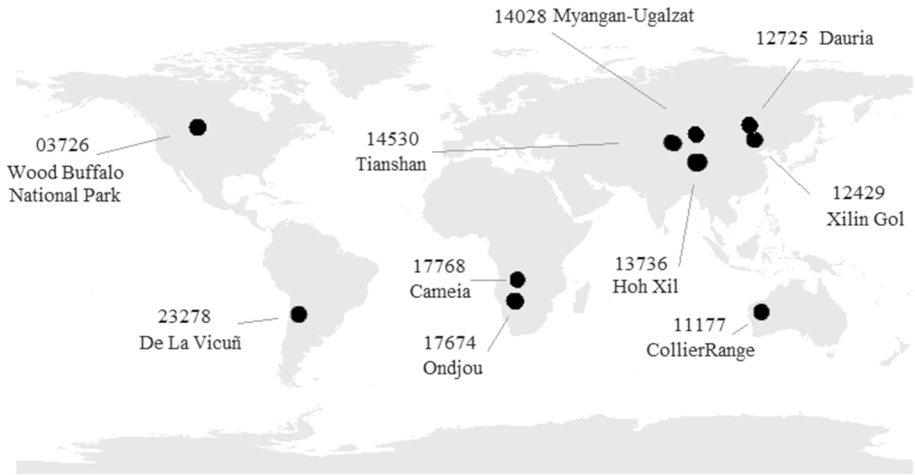 14028 Myangan-Ugalzat
12725 Dauria
03726
Wood Buffalo
National Park
14530
Tianshan
12429
Xilin Gol
17768
Cameia
13736
Hoh Xil
23278
De La Vicuñ
17674
Ondjou
11177
CollierRange